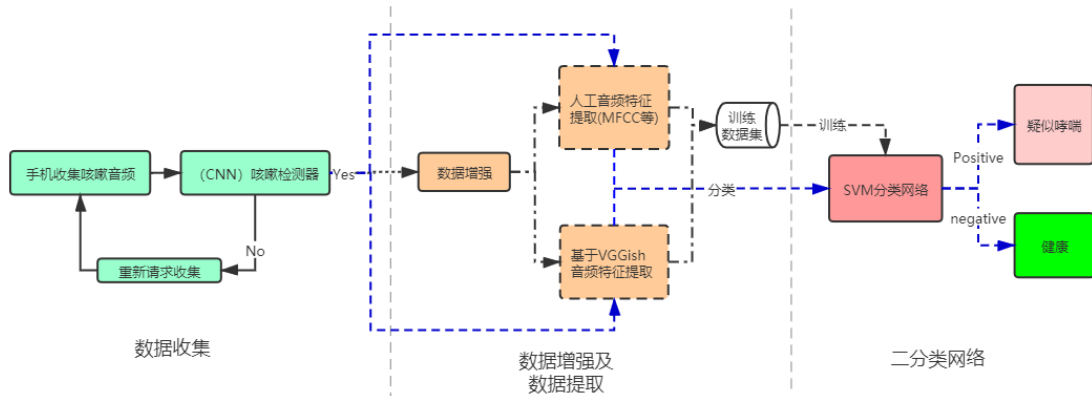 手机收集咳嗽音频
（CNN）咳嗽检测器
Yes
No
重新请求收集
数据收集
数据增强
人工音频特征
提取(MFCC等)
基于VGGish
音频特征提取
训练
数据集
分类
数据增强及
数据提取
训练
SVM分类网络
Positive
negative
疑似哮喘
健康
二分类网络